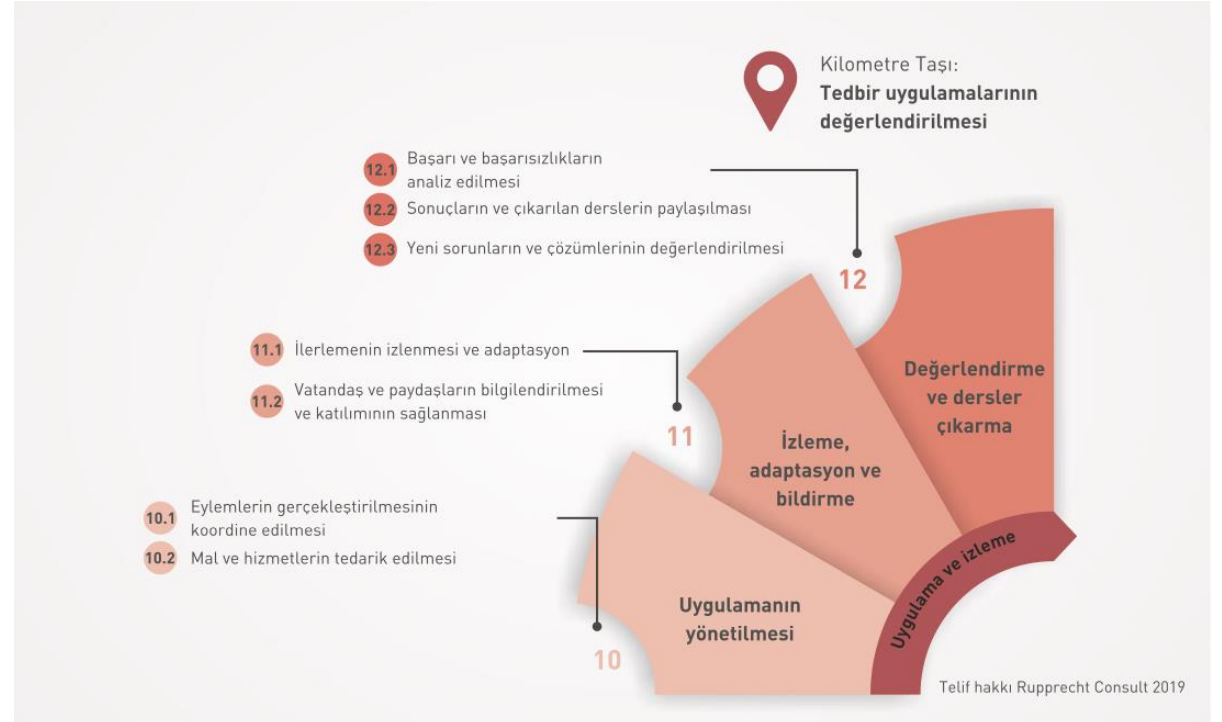 Kilometre Taşı:
Tedbir uygulamalarının
değerlendirilmesi
12.1 Başarı ve başarısızlıkların
analiz edilmesi
12.2 Sonuçların ve çıkarılan derslerin paylaşılması
12.3 Yeni sorunların ve çözümlerinin değerlendirilmesi
12
Değerlendirme
ve dersler
çıkarma
11.1 İlerlemenin izlenmesi ve adaptasyon
11.2 Vatandaş ve paydaşların bilgilendirilmesi
ve katılımının sağlanması
11
İzleme,
adaptasyon ve
bildirme
10.1 Eylemlerin gerçekleştirilmesinin
koordine edilmesi
10.2 Mal ve hizmetlerin tedarik edilmesi
10
Uygulamanın
yönetilmesi
Uygulama ve izleme
Telif hakkı Rupprecht Consult 2019